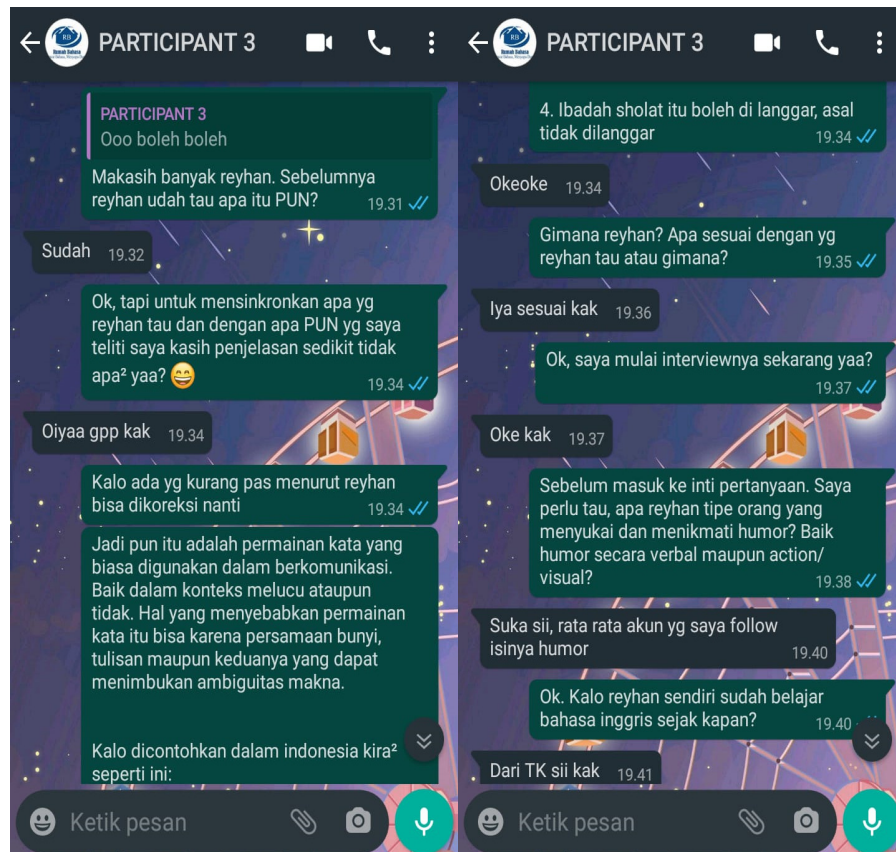 PARTICIPANT 3
PARTICIPANT 3
Ooo boleh boleh
Makasih banyak reyhan. Sebelumnya
reyhan udah tau apa itu PUN?
19.31
Sudah 19.32
Ok, tapi untuk mensinkronkan apa yg
reyhan tau dan dengan apa PUN yg saya
teliti saya kasih penjelasan sedikit tidak
apa² yaa? 😄
19.34
Oiyaa gpp kak 19.34
Kalo ada yg kurang pas menurut reyhan
bisa dikoreksi nanti 19.34
Jadi pun itu adalah permainan kata yang
biasa digunakan dalam berkomunikasi.
Baik dalam konteks melucu ataupun
tidak. Hal yang menyebabkan permainan
kata itu bisa karena persamaan bunyi,
tulisan maupun keduanya yang dapat
menimbukan ambiguitas makna.
Kalo dicontohkan dalam indonesia kira²
seperti ini:
Ketik pesan
PARTICIPANT 3
4. Ibadah sholat itu boleh di langgar, asal
tidak dilanggar 19.34
Okeoke 19.34
Gimana reyhan? Apa sesuai dengan yg
reyhan tau atau gimana? 19.35
Iya sesuai kak 19.36
Ok, saya mulai interviewnya sekarang yaa?
19.37
Oke kak 19.37
Sebelum masuk ke inti pertanyaan. Saya
perlu tau, apa reyhan tipe orang yang
menyukai dan menikmati humor? Baik
humor secara verbal maupun action/
visual? 19.38
Suka sii, rata rata akun yg saya follow
isinya humor 19.40
Ok. Kalo reyhan sendiri sudah belajar
bahasa inggris sejak kapan? 19.40
Dari TK sii kak 19.41
Ketik pesan